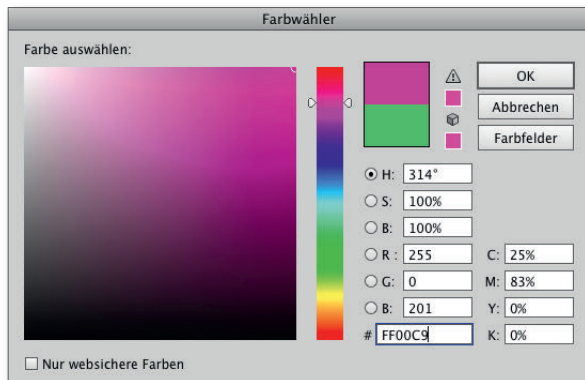 Farbwähler
Farbe auswählen:
OK
Abbrechen
Farbfelder
H: 314°
S: 100%
B: 100%
R : 255
C: 25%
G: 0
M: 83%
B: 201
Y: 0%
# FF00C9
K: 0%
Nur websichere Farben